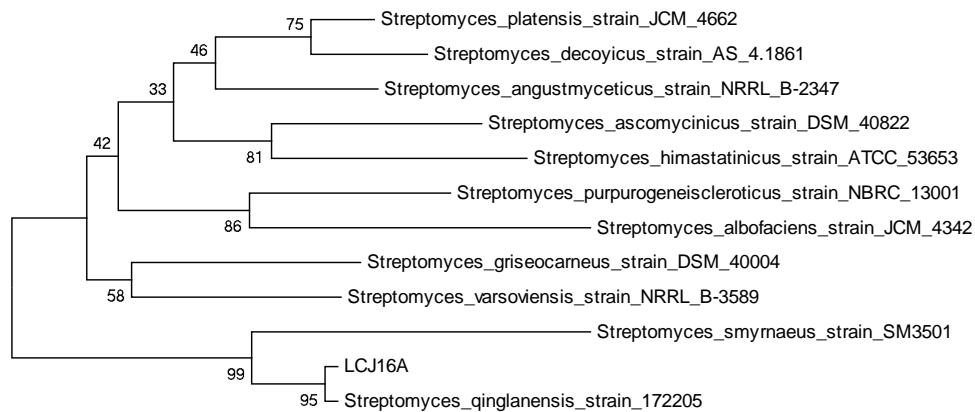 75
Streptomyces_platensis_strain_JCM_4662
46
Streptomyces_decoyicus_strain_AS_4.1861
33
Streptomyces_angustmyceticus_strain_NRRL_B-2347
Streptomyces_ascomycinicus_strain_DSM_40822
42
81
Streptomyces_himastatinicus_strain_ATCC_53653
Streptomyces_purpurogeneiscleroticus_strain_NBRC_13001
86
Streptomyces_albofaciens_strain_JCM_4342
Streptomyces_griseocarneus_strain_DSM_40004
58
Streptomyces_varsoviensis_strain_NRRL_B-3589
Streptomyces_smyrnaeus_strain_SM3501
99
LCJ16A
95
Streptomyces_qinglanensis_strain_172205